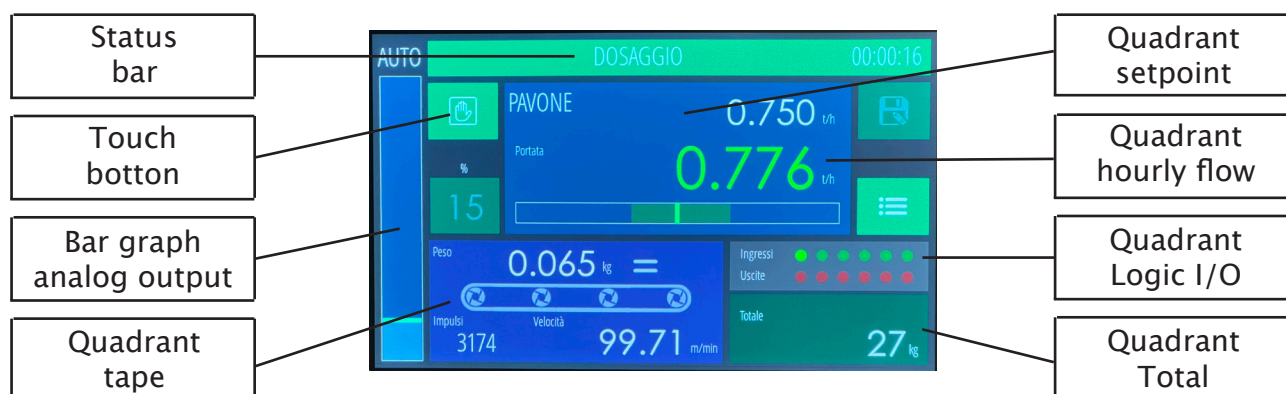 Status
bar
Touch
botton
Bar graph
analog output
Quadrant
tape
AUTO
DOSAGGIO
00:00:16
PAVONE
0.750 t/h
Portata
0.776 t/h
%
15
Peso
0.065 kg =
Impulsi
3174
Velocità
99.71 m/min
Ingressi
Uscite
Totale
27 kg
Quadrant
setpoint
Quadrant
hourly flow
Quadrant
Logic I/O
Quadrant
Total